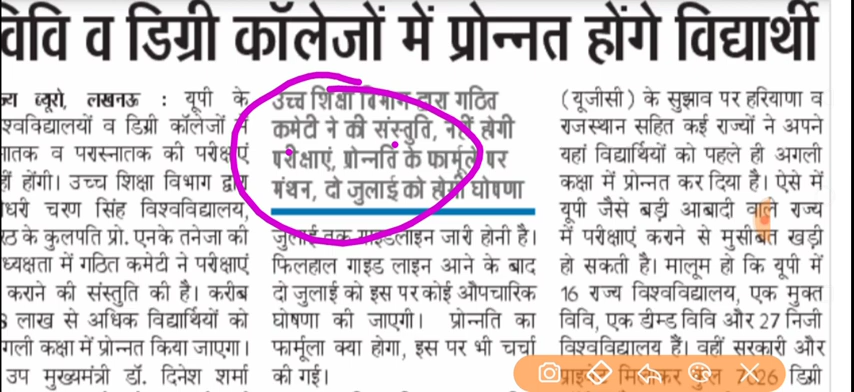 विवि व डिग्री कॉलेजों में प्रोन्नत होंगे विद्यार्थी
ब्यूरो, लखनऊ : यूपी के
विश्वविद्यालयों व डिग्री कॉलेजों में
स्नातक व परास्नातक की परीक्षाएं
नहीं होंगी। उच्च शिक्षा विभाग द्वारा
चरण सिंह विश्वविद्यालय,
के कुलपति प्रो. एनके तनेजा की
अध्यक्षता में गठित कमेटी ने परीक्षाएं
कराने की संस्तुति की है। करीब
लाख से अधिक विद्यार्थियों को
अगली कक्षा में प्रोन्नत किया जाएगा।
उप मुख्यमंत्री डॉ. दिनेश शर्मा
उच्च शिक्षा विभाग द्वारा गठित
कमेटी ने की संस्तुति, नहीं होगी
परीक्षाएं, प्रोन्नति के फार्मूले पर
मंथन, दो जुलाई को होगी घोषणा
जुलाई तक गाइडलाइन जारी होनी है।
फिलहाल गाइड लाइन आने के बाद
दो जुलाई को इस पर कोई औपचारिक
घोषणा की जाएगी। प्रोन्नति का
फार्मूला क्या होगा, इस पर भी चर्चा
की गई।
(यूजीसी) के सुझाव पर हरियाणा व
राजस्थान सहित कई राज्यों ने अपने
यहां विद्यार्थियों को पहले ही अगली
कक्षा में प्रोन्नत कर दिया है। ऐसे में
यूपी जैसे बड़ी आबादी वाले राज्य
में परीक्षाएं कराने से मुसीबत खड़ी
हो सकती है। मालूम हो कि यूपी में
16 राज्य विश्वविद्यालय, एक मुक्त
विवि, एक डीम्ड विवि और 27 निजी
विश्वविद्यालय हैं। वहीं सरकारी और
प्राइवेट मिलाकर कुल 7026 डिग्री